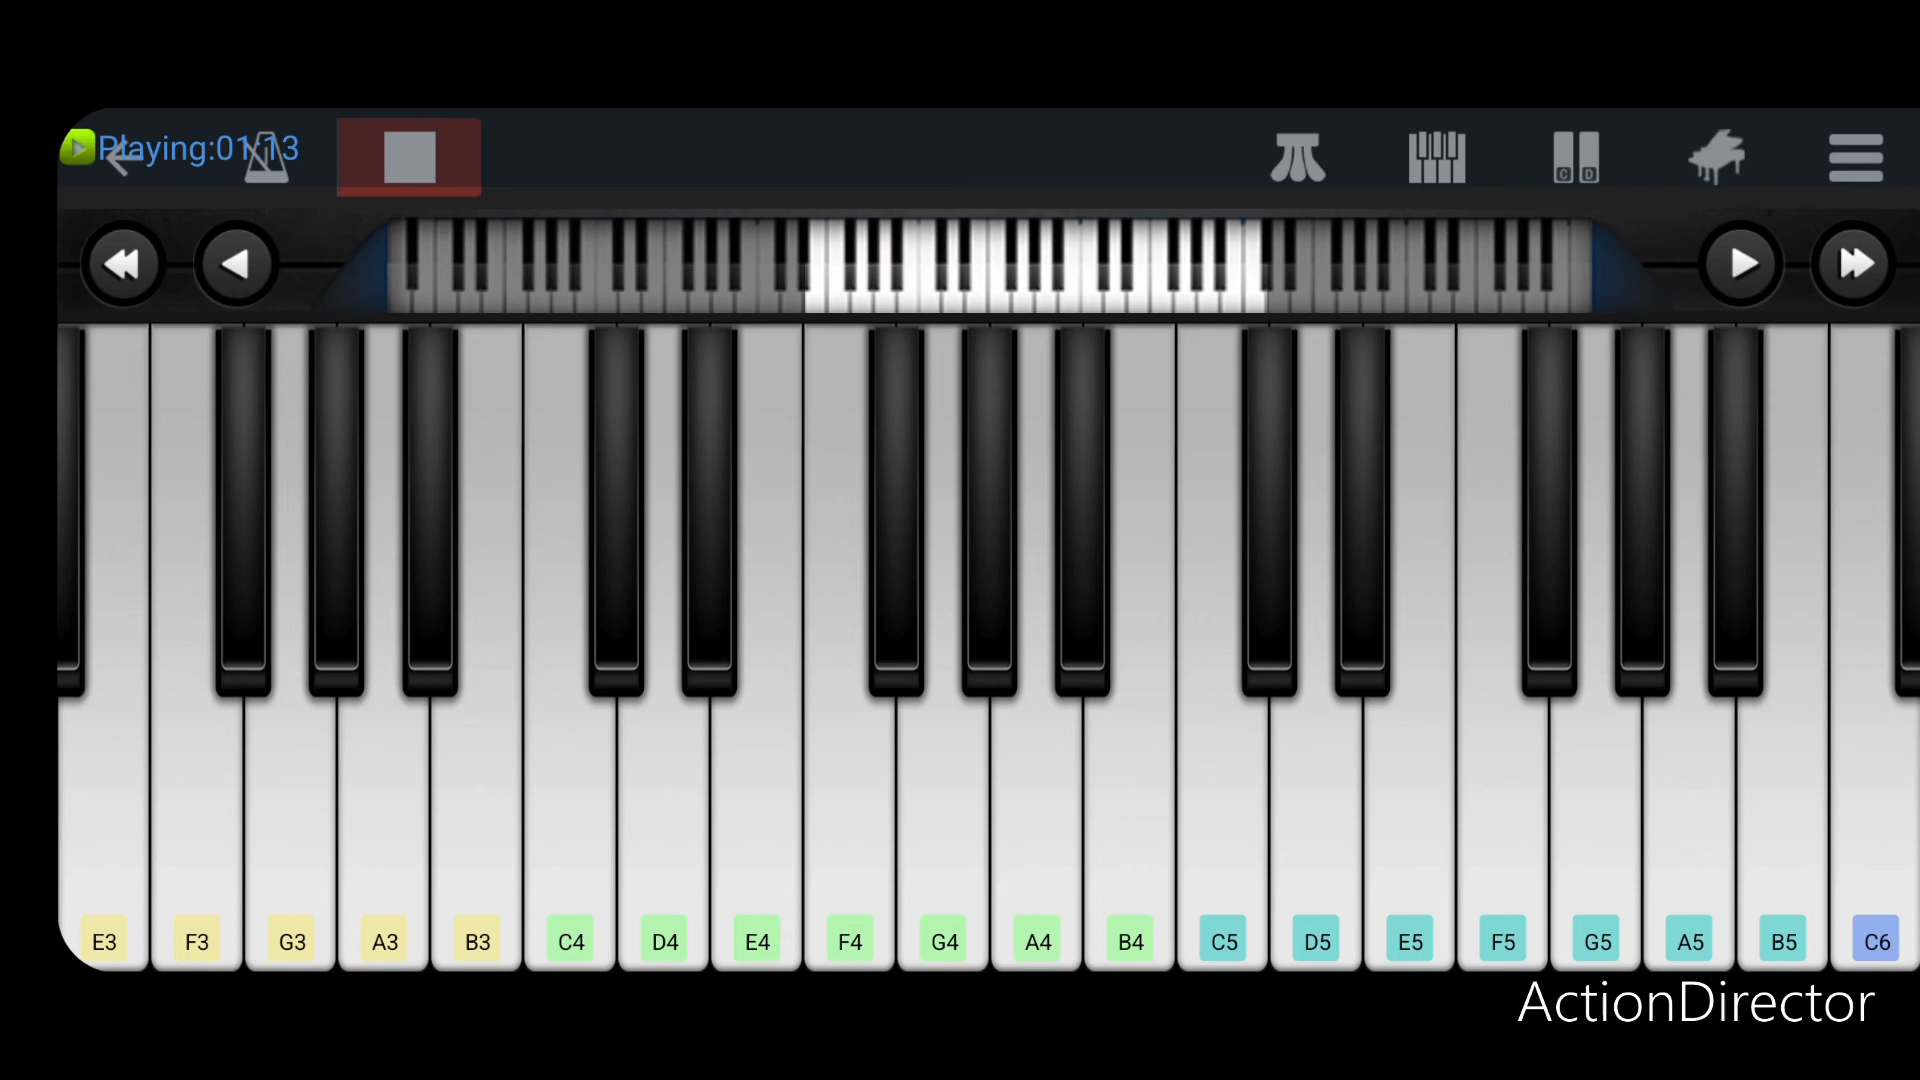 Playing:01:13
C D
E3 F3 G3 A3 B3 C4 D4 E4 F4 G4 A4 B4 C5 D5 E5 F5 G5 A5 B5 C6
ActionDirector